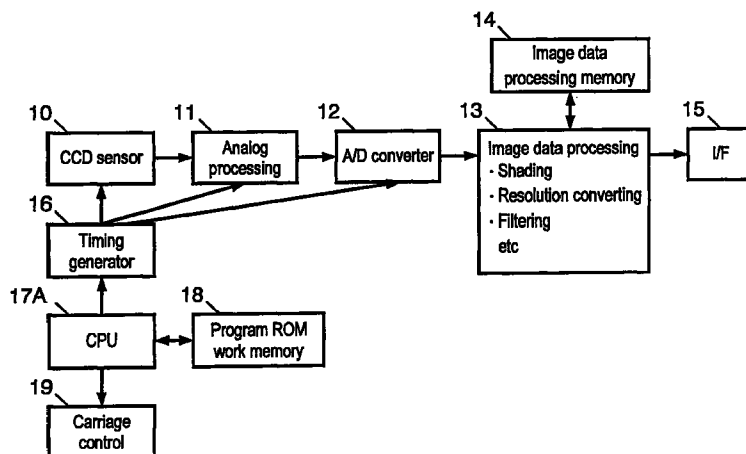 14
Image data
processing memory
10
11
12
13
15
CCD sensor
Analog
processing
A/D converter
Image data processing
· Shading
· Resolution converting
· Filtering
etc
I/F
16
Timing
generator
17A
CPU
18
Program ROM
work memory
19
Carriage
control